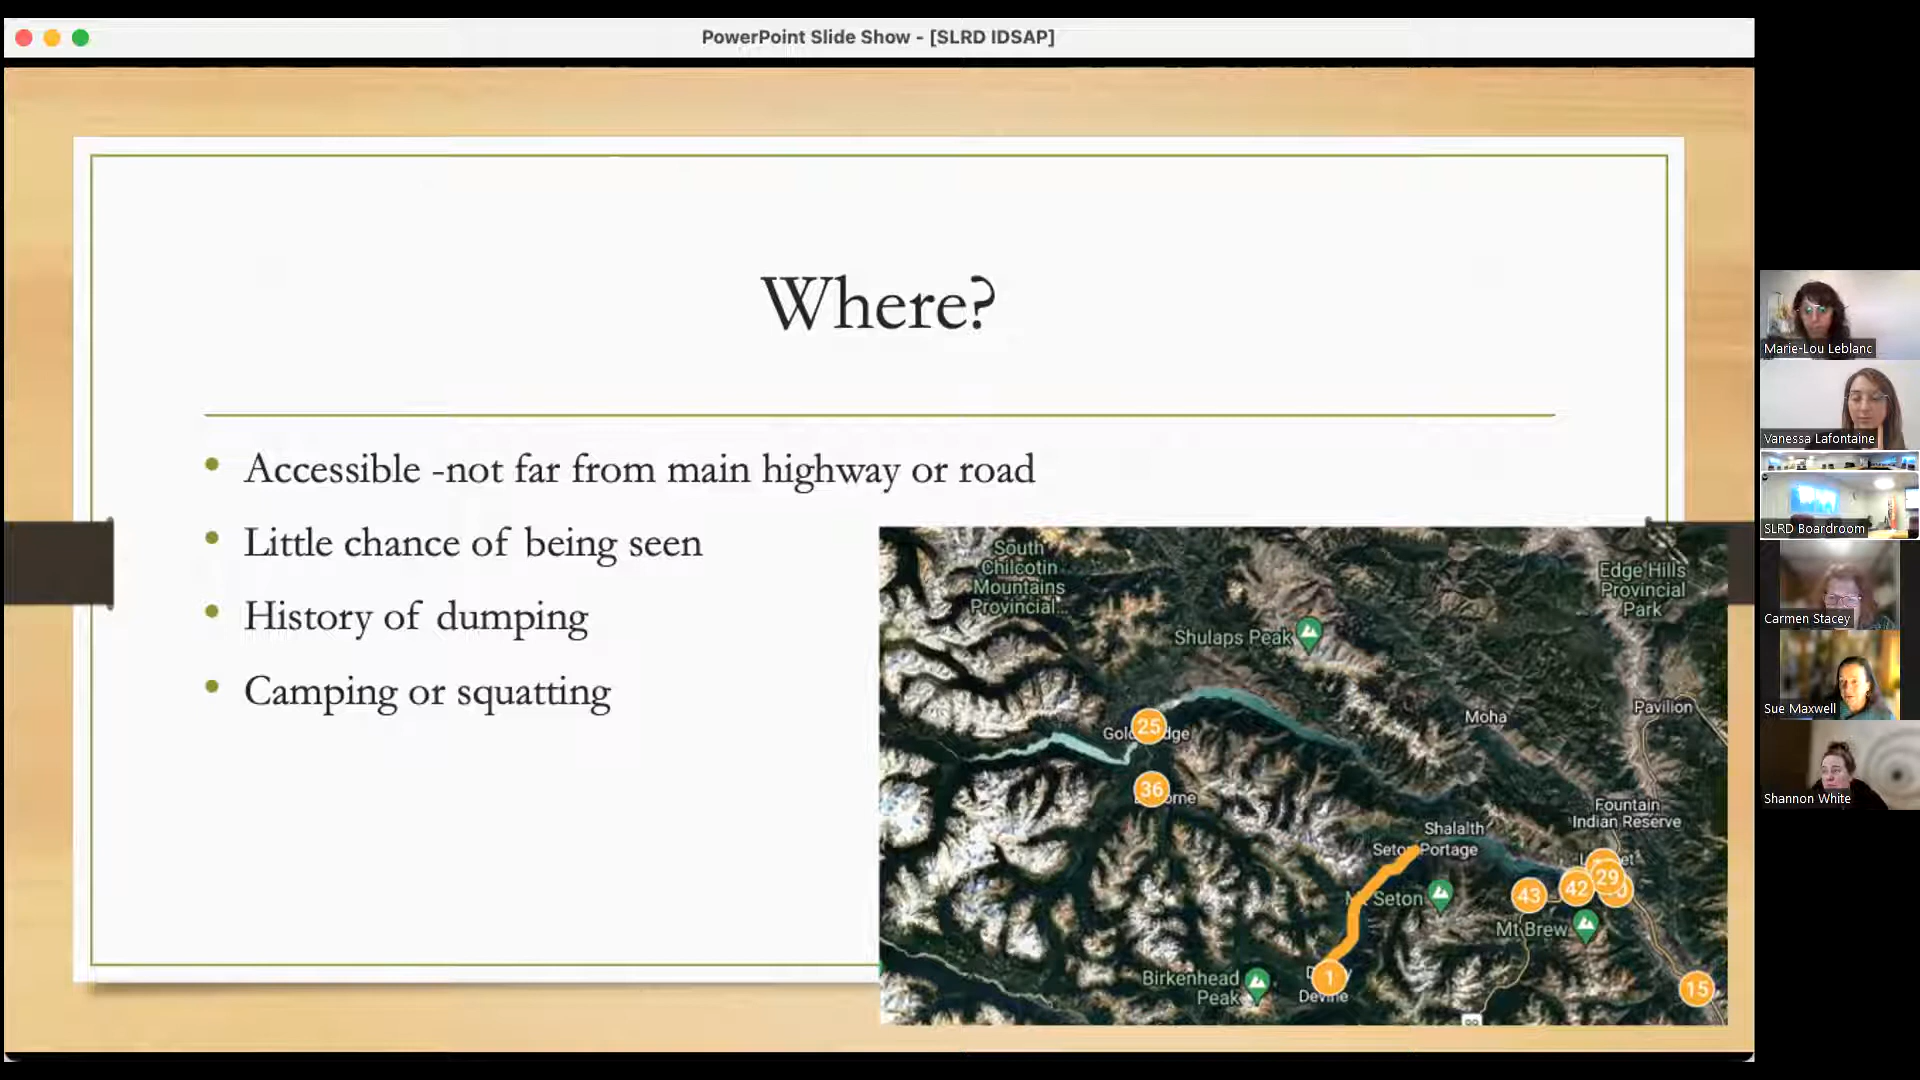 PowerPoint Slide Show - [SLRD IDSAP]
Where?
Accessible -not far from main highway or road
Little chance of being seen
History of dumping
Camping or squatting
South
Chilcotin
Mountains
Provincial...
Edge Hills
Provincial
Park
Shulaps Peak
Moha
Pavilion
25
36
Fountain
Indian Reserve
Shalalth
Seton Portage
Seton
43
42
29
Mt Brew
Birkenhead
Peak
1
Devine
15
99
Marie-Lou Leblanc
Vanessa Lafontaine
SLRD Boardroom
Carmen Stacey
Sue Maxwell
Shannon White